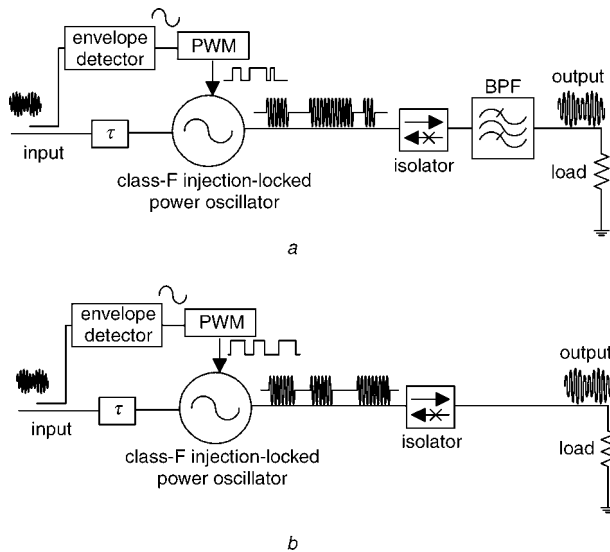 envelope
detector
PWM
BPF
output
input
τ
isolator
load
class-F injection-locked
power oscillator
a
envelope
detector
PWM
output
input
τ
isolator
load
class-F injection-locked
power oscillator
b